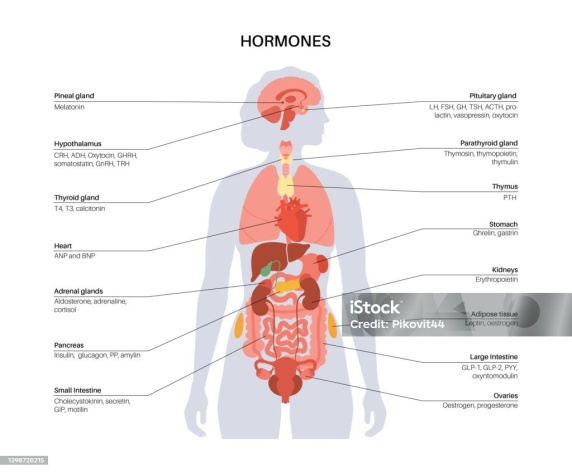 HORMONES
Pineal gland
Melatonin
Hypothalamus
CRH, ADH, Oxytocin, GHRH,
somatostatin, GnRH, TRH
Thyroid gland
T4, T3, calcitonin
Heart
ANP and BNP
Adrenal glands
Aldosterone, adrenaline,
cortisol
Pancreas
Insulin, glucagon, PP, amylin
Small Intestine
Cholecystokinin, secretin,
GIP, motilin
Pituitary gland
LH, FSH, GH, TSH, ACTH, pro-
lactin, vasopressin, oxytocin
Parathyroid gland
Thymosin, thymopoietin,
thymulin
Thymus
PTH
Stomach
Ghrelin, gastrin
Kidneys
Erythropoietin
Adipose tissue
Leptin, oestrogen
Large Intestine
GLP-1, GLP-2, PYY,
oxyntomodulin
Ovaries
Oestrogen, progesterone
iStock
Credit: Pikovit44
1398720215